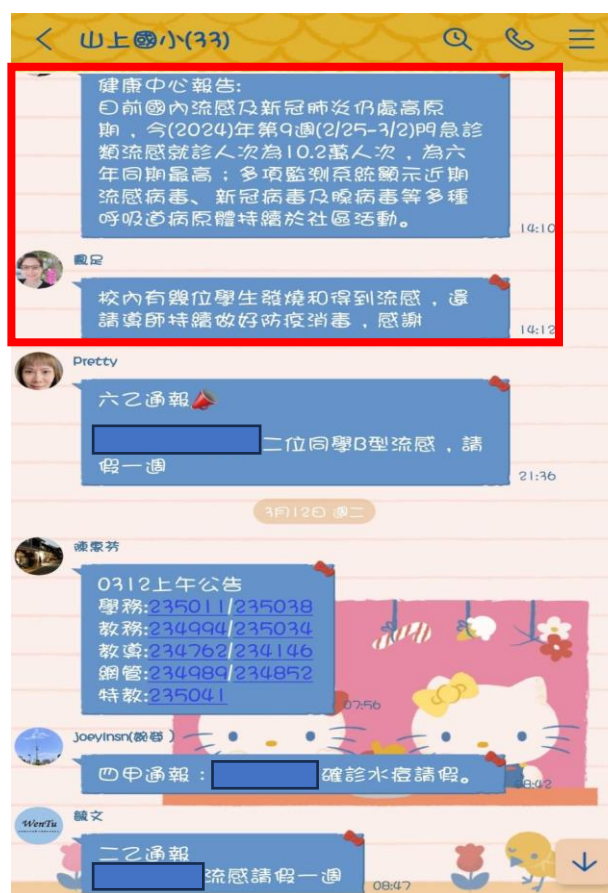 山上國小(33)
健康中心報告:
目前國內流感及新冠肺炎仍處高原
期，今(2024)年第9週(2/25-3/2)門急診
類流感就診人次為10.2萬人次，為六
年同期最高；多項監測系統顯示近期
流感病毒、新冠病毒及腺病毒等多種
呼吸道病原體持續於社區活動。
14:10
鳳足
校內有幾位學生發燒和得到流感，還
請導師持續做好防疫消毒，感謝
14:12
Pretty
六乙通報
二位同學B型流感，請
假一週
21:36
3月12日 週二
0312上午公告
學務:235011/235038
教務:234994/235034
教導:234762/234146
網管:234989/234852
特教:235041
07:56
四甲通報：
確診水痘請假。
08:42
WenTu
毓文
二乙通報
流感請假一週
08:47